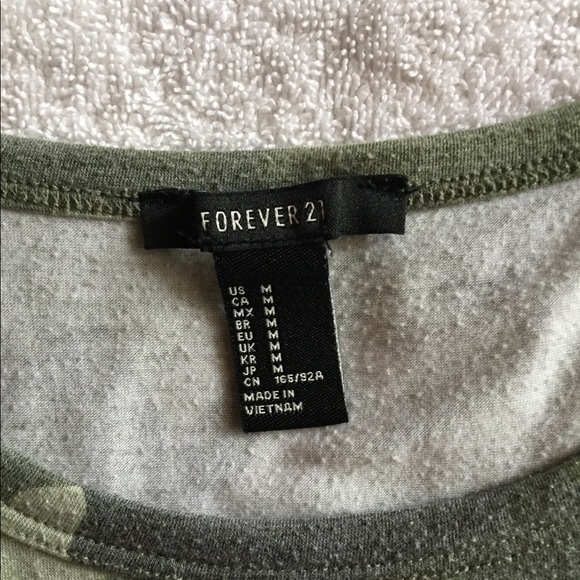 FOREVER 21
US M
CA M
MX M
BR M
EU M
UK M
KR M
JP M
CN 165/92A
MADE IN
VIETNAM